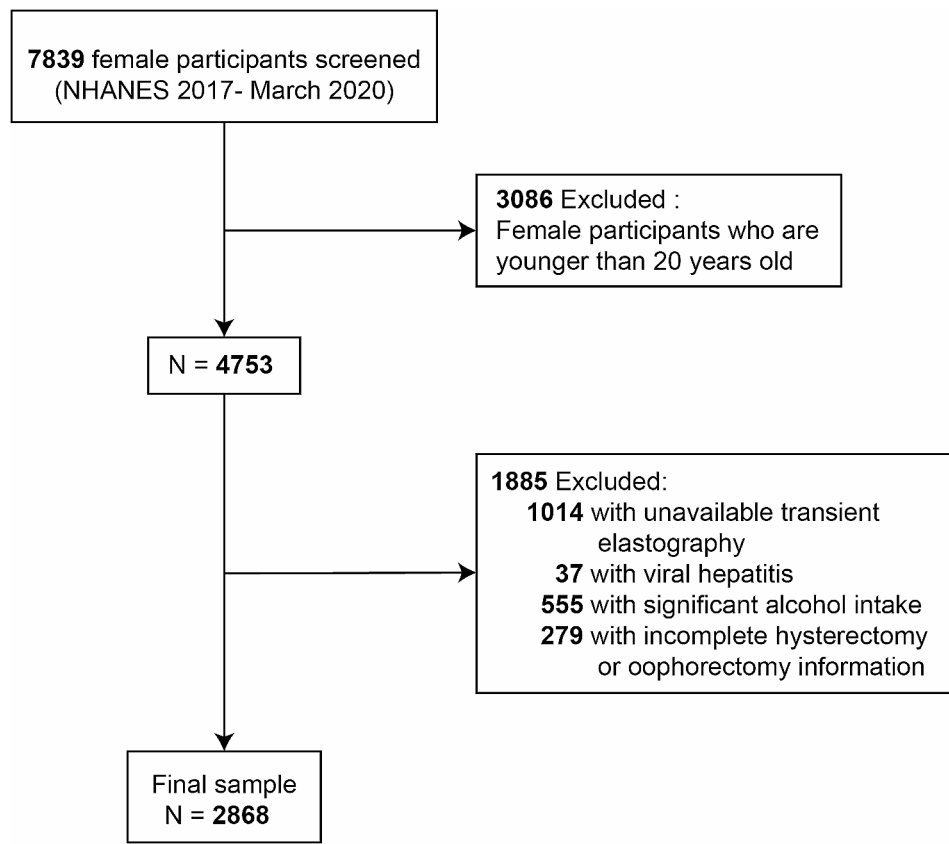 7839 female participants screened
(NHANES 2017- March 2020)
3086 Excluded :
Female participants who are
younger than 20 years old
N = 4753
1885 Excluded:
1014 with unavailable transient
elastography
37 with viral hepatitis
555 with significant alcohol intake
279 with incomplete hysterectomy
or oophorectomy information
Final sample
N = 2868